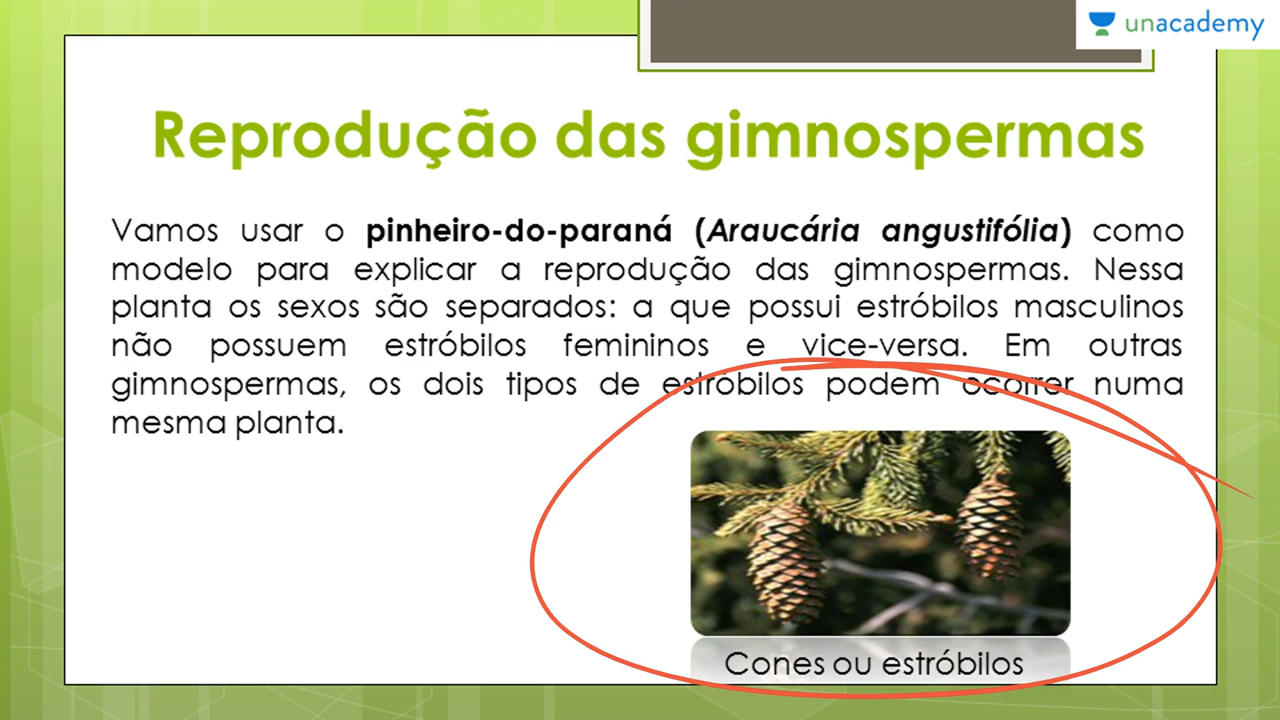 unacademy
Reprodução das gimnospermas
Vamos usar o pinheiro-do-paraná (Araucária angustifólia) como
modelo para explicar a reprodução das gimnospermas. Nessa
planta os sexos são separados: a que possui estróbilos masculinos
não possuem estróbilos femininos e vice-versa. Em outras
gimnospermas, os dois tipos de estróbilos podem ocorrer numa
mesma planta.
Cones ou estróbilos